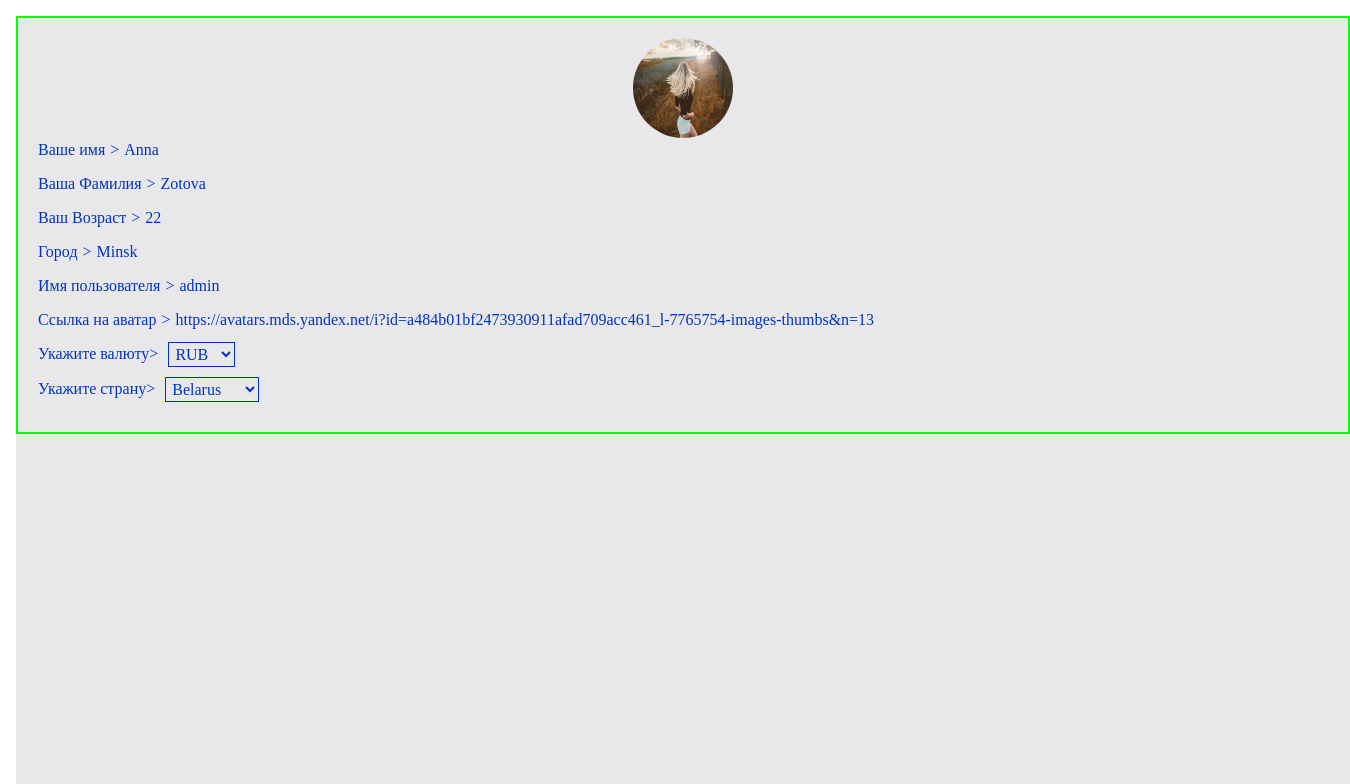 Ваше имя > Anna
Ваша Фамилия > Zotova
Ваш Возраст > 22
Город > Minsk
Имя пользователя > admin
Ссылка на аватар > https://avatars.mds.yandex.net/i?id=a484b01bf2473930911afad709acc461_l-7765754-images-thumbs&n=13
Укажите валюту> RUB
Укажите страну> Belarus